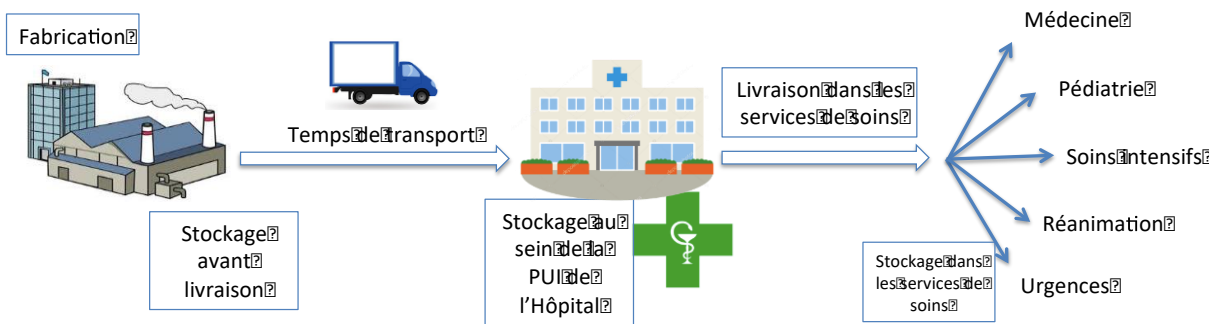 Fabrication
Temps de transport
Stockage
avant
livraison
Stockage au
sein de la
PUI de
l'Hôpital
Livraison dans les
services de soins
Stockage dans
les services de
soins
Médecine
Pédiatrie
Soins Intensifs
Réanimation
Urgences